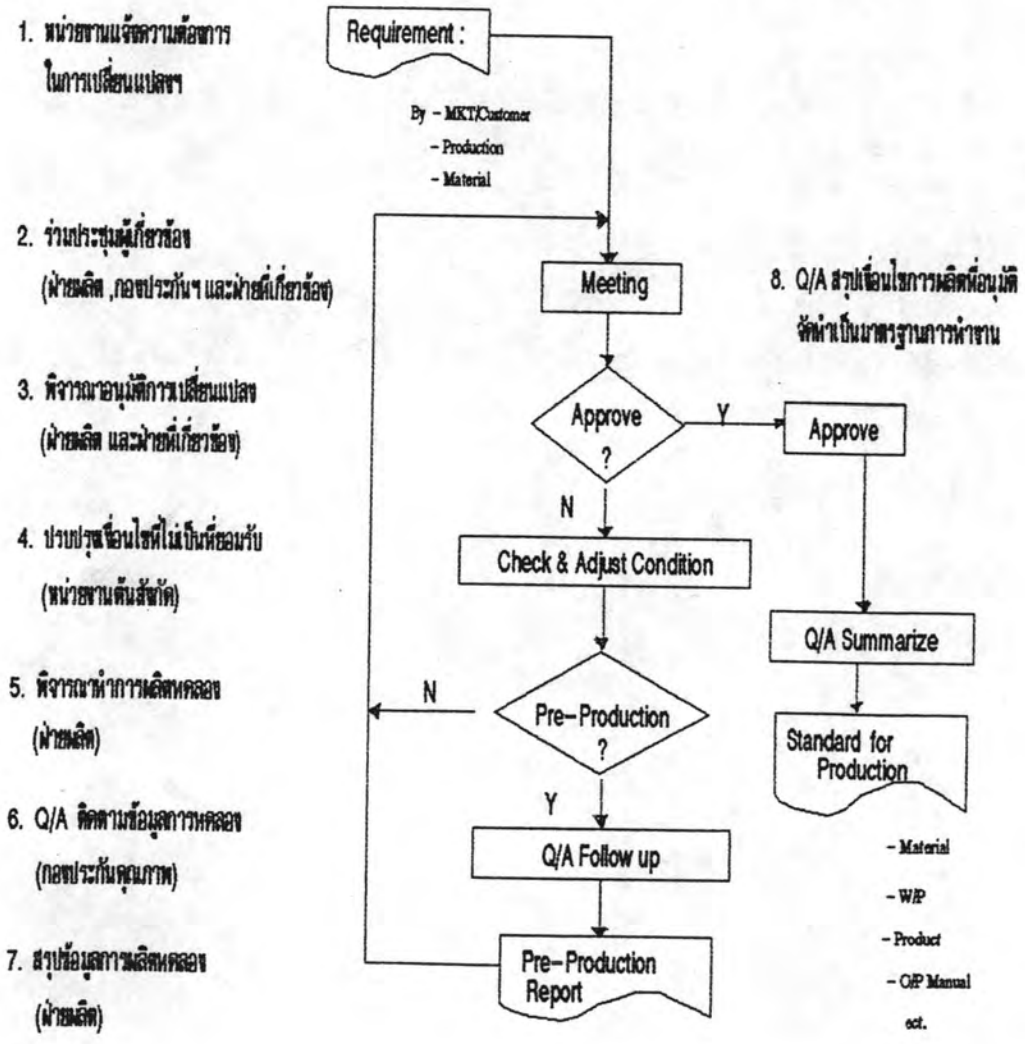 1. หน่วยงานแจ้งความต้องการ
ในการเปลี่ยนแปลงฯ
Requirement :
By - MKT/Customer
- Production
- Material
2. ร่วมประชุมผู้เกี่ยวข้อง
(ฝ่ายผลิต ,กองประกันฯ และฝ่ายที่เกี่ยวข้อง)
Meeting
3. พิจารณาอนุมัติการเปลี่ยนแปลง
(ฝ่ายผลิต และฝ่ายที่เกี่ยวข้อง)
Approve
?
Y
N
Approve
4. ปรบปรุงเงื่อนไขที่ไม่เป็นที่ยอมรับ
(หน่วยงานต้นสังกัด)
Check & Adjust Condition
5. พิจารณาทำการผลิตทดลอง
(ฝ่ายผลิต)
Pre-Production
?
N
Y
6. Q/A ติดตามข้อมูลการทดลอง
(กองประกันคุณภาพ)
Q/A Follow up
7. สรุปข้อมูลการผลิตทดลอง
(ฝ่ายผลิต)
Pre-Production
Report
8. Q/A สรุปเงื่อนไขการผลิตที่อนุมัติ
จัดทำเป็นมาตรฐานการทำงาน
Q/A Summarize
Standard for
Production
- Material
- W/P
- Product
- O/P Manual
ect.